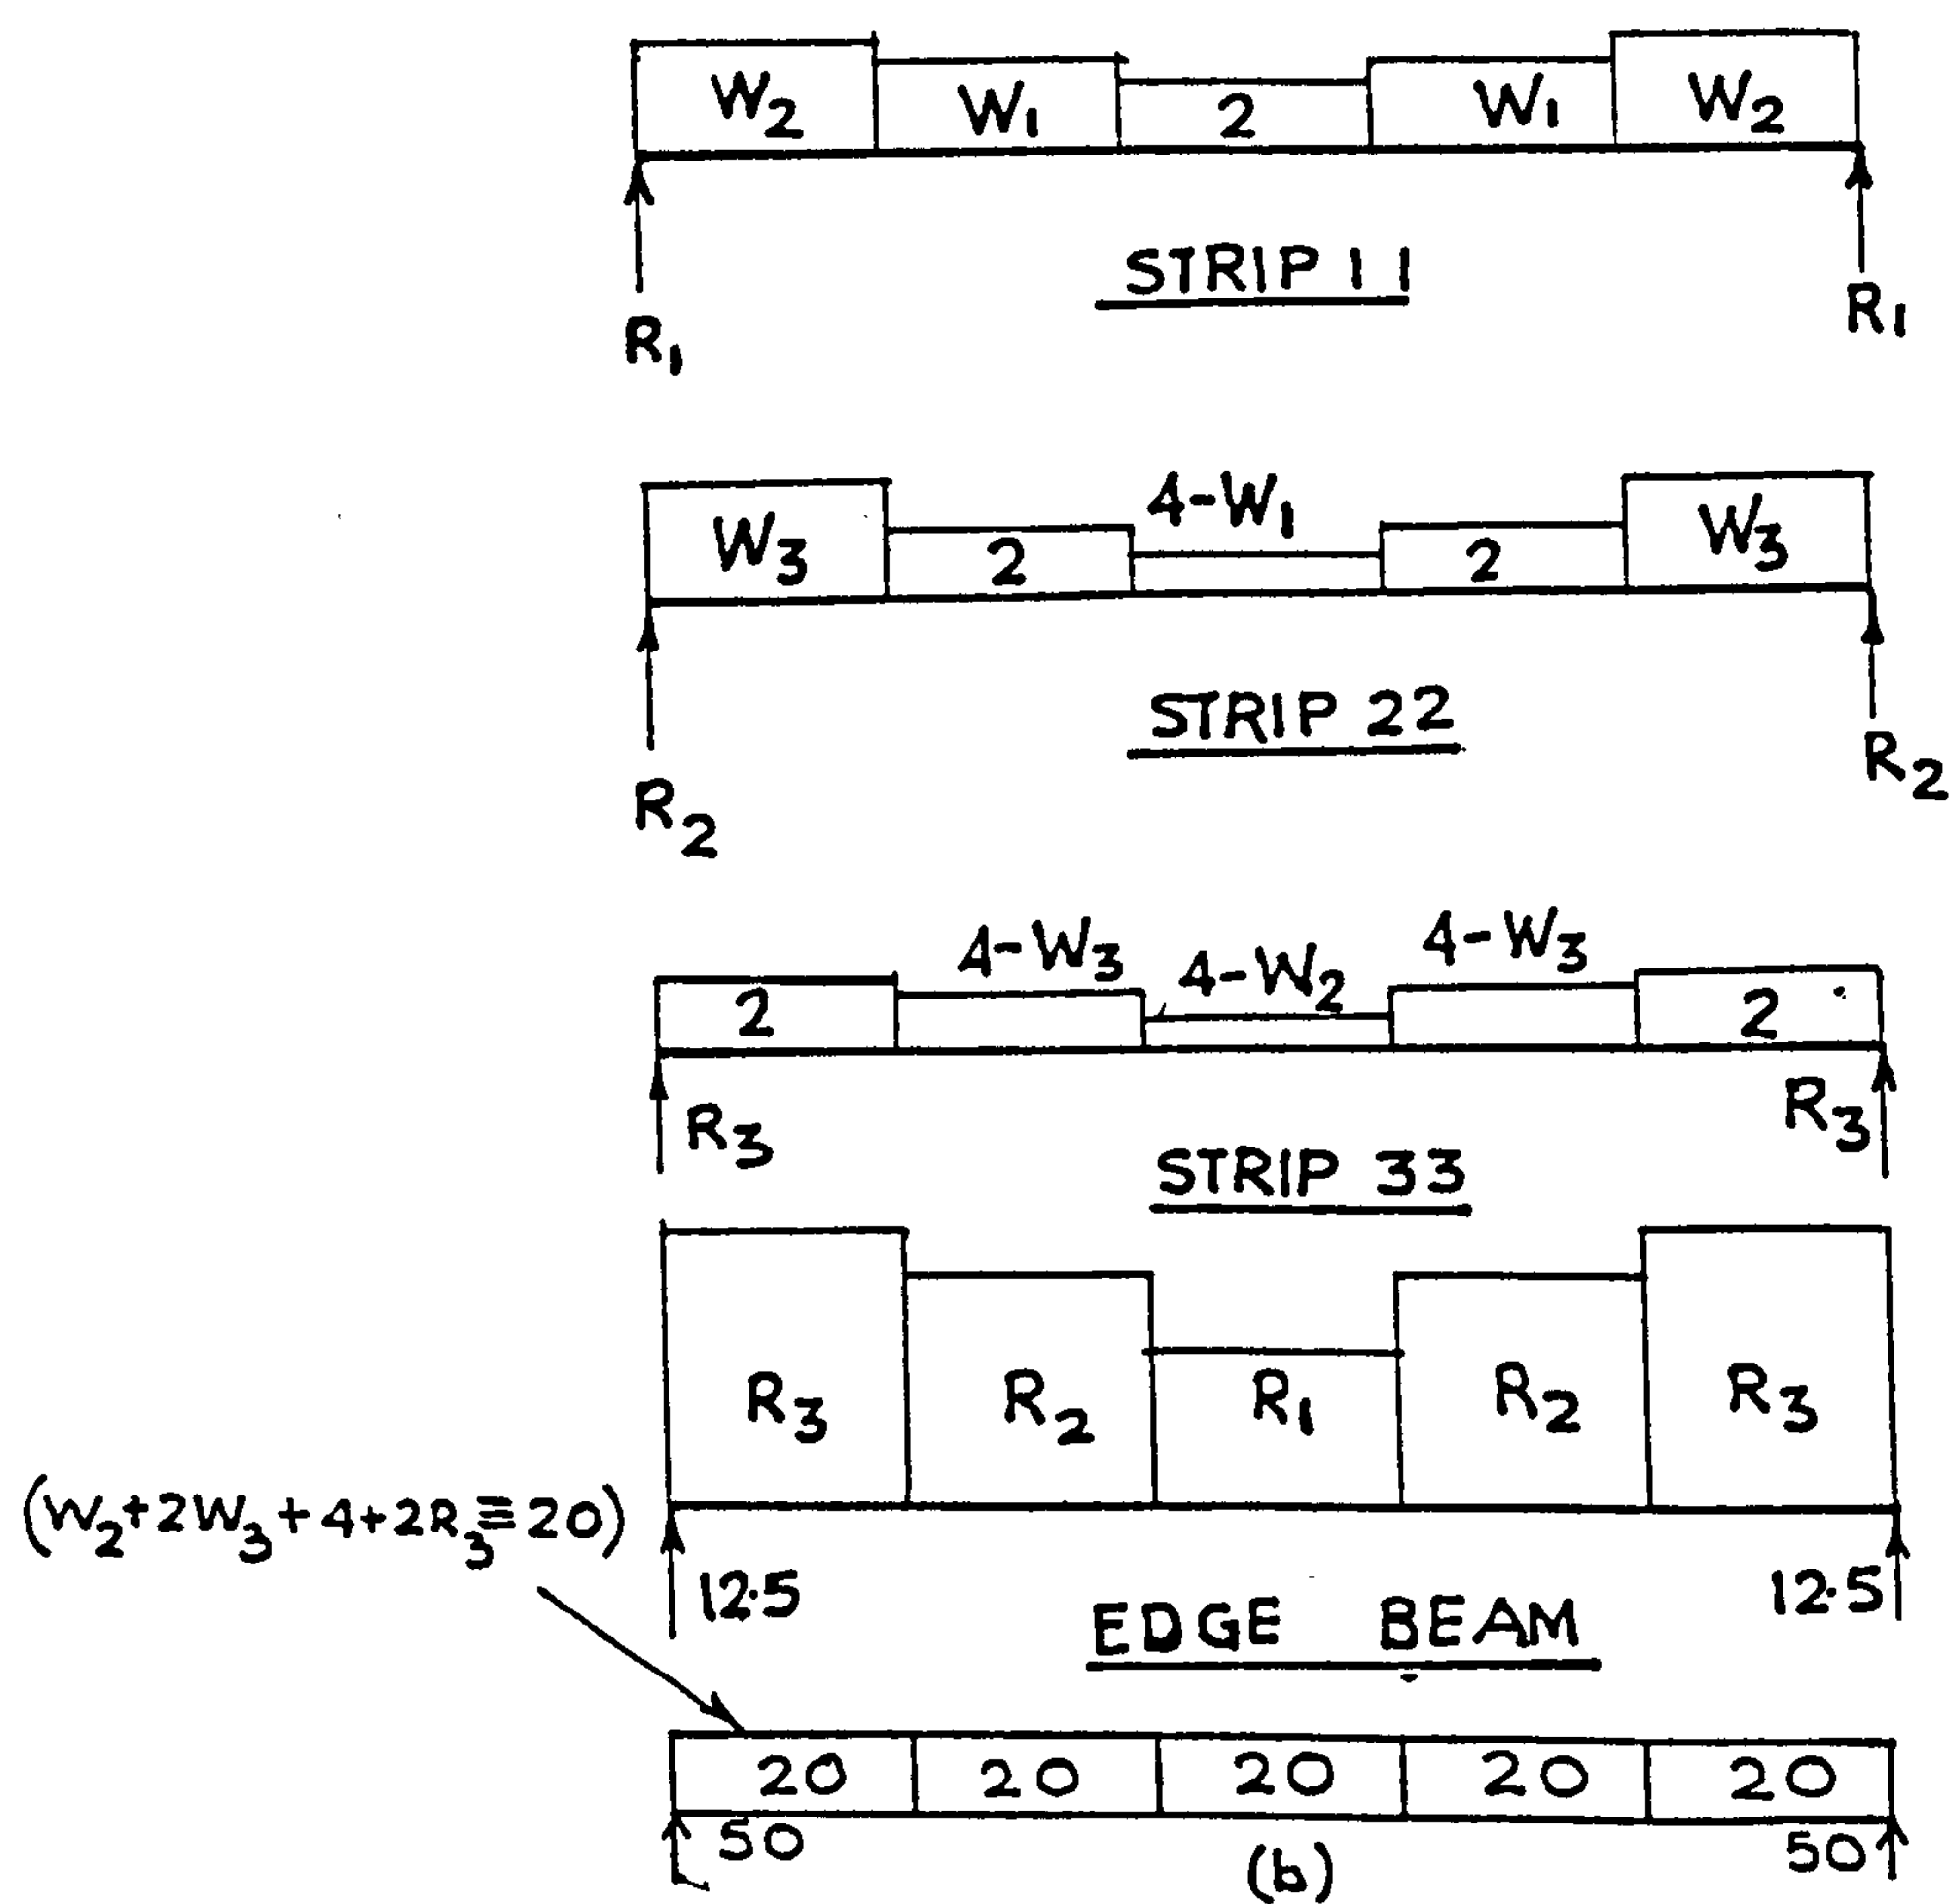 W2 W1 2 W1 W2
R1 R1
STRIP 11
4-W1
W3 2 2 W3
STRIP 22
R2 R2
4-W3 4-W2 4-W3
2 2
R3 R3
STRIP 33
R3 R2 R1 R2 R3
(W2+2W3+4+2R3≡20)
12·5 12·5
EDGE BEAM
20 20 20 20 20
50 50
(b)